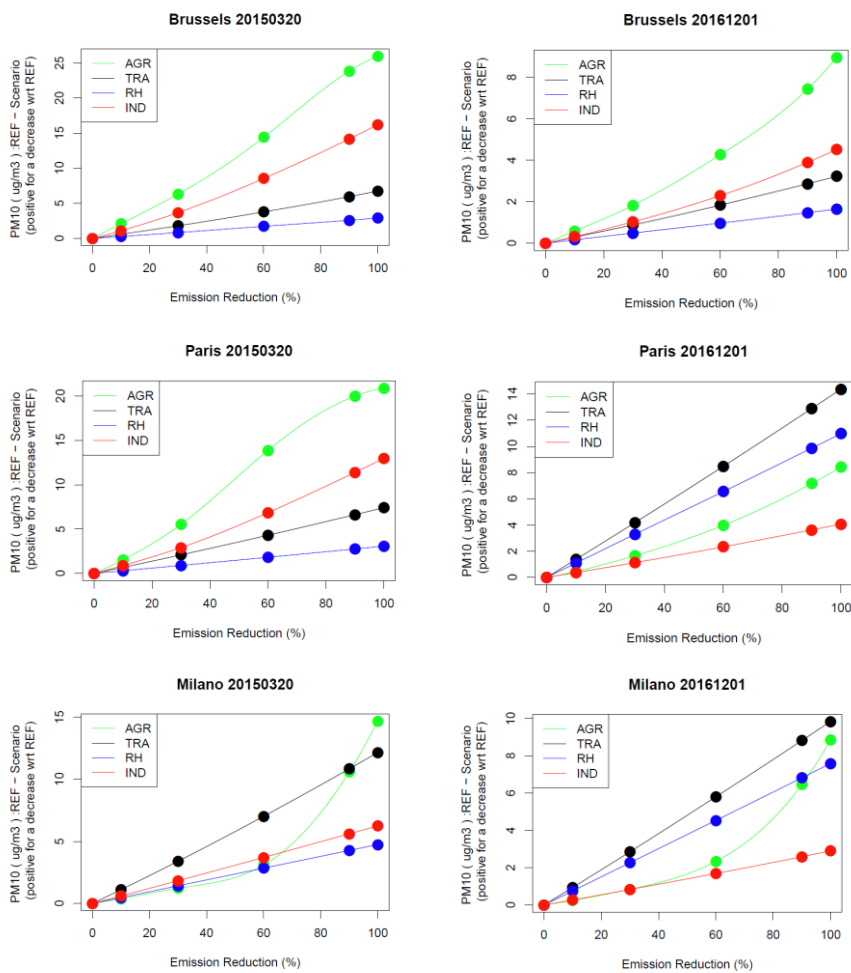 Brussels 20150320
PM10 ( ug/m3 ) :REF − Scenario
(positive for a decrease wrt REF)
25
20
15
10
5
0
AGR
TRA
RH
IND
0 20 40 60 80 100
Emission Reduction (%)
Brussels 20161201
PM10 ( ug/m3 ) :REF − Scenario
(positive for a decrease wrt REF)
8
6
4
2
0
AGR
TRA
RH
IND
0 20 40 60 80 100
Emission Reduction (%)
Paris 20150320
PM10 ( ug/m3 ) :REF − Scenario
(positive for a decrease wrt REF)
20
15
10
5
0
AGR
TRA
RH
IND
0 20 40 60 80 100
Emission Reduction (%)
Paris 20161201
PM10 ( ug/m3 ) :REF − Scenario
(positive for a decrease wrt REF)
14
12
10
8
6
4
2
0
AGR
TRA
RH
IND
0 20 40 60 80 100
Emission Reduction (%)
Milano 20150320
PM10 ( ug/m3 ) :REF − Scenario
(positive for a decrease wrt REF)
15
10
5
0
AGR
TRA
RH
IND
0 20 40 60 80 100
Emission Reduction (%)
Milano 20161201
PM10 ( ug/m3 ) :REF − Scenario
(positive for a decrease wrt REF)
10
8
6
4
2
0
AGR
TRA
RH
IND
0 20 40 60 80 100
Emission Reduction (%)